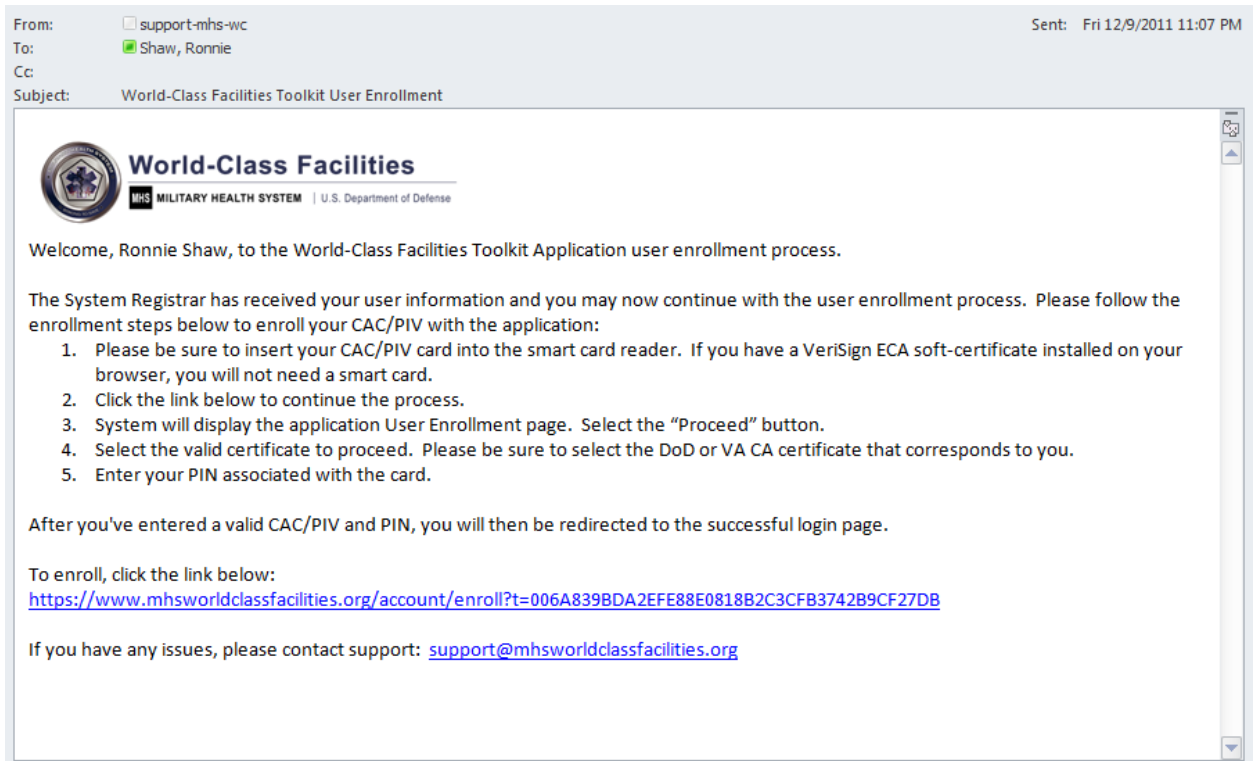 From: support-mhs-wc Sent: Fri 12/9/2011 11:07 PM
To: Shaw, Ronnie
Cc:
Subject: World-Class Facilities Toolkit User Enrollment
World-Class Facilities
MHS MILITARY HEALTH SYSTEM | U.S. Department of Defense
Welcome, Ronnie Shaw, to the World-Class Facilities Toolkit Application user enrollment process.
The System Registrar has received your user information and you may now continue with the user enrollment process.  Please follow the
enrollment steps below to enroll your CAC/PIV with the application:
1. Please be sure to insert your CAC/PIV card into the smart card reader.  If you have a VeriSign ECA soft-certificate installed on your
browser, you will not need a smart card.
2. Click the link below to continue the process.
3. System will display the application User Enrollment page.  Select the “Proceed” button.
4. Select the valid certificate to proceed.  Please be sure to select the DoD or VA CA certificate that corresponds to you.
5. Enter your PIN associated with the card.
After you've entered a valid CAC/PIV and PIN, you will then be redirected to the successful login page.
To enroll, click the link below:
https://www.mhsworldclassfacilities.org/account/enroll?t=006A839BDA2EFE88E0818B2C3CFB3742B9CF27DB
If you have any issues, please contact support:  support@mhsworldclassfacilities.org